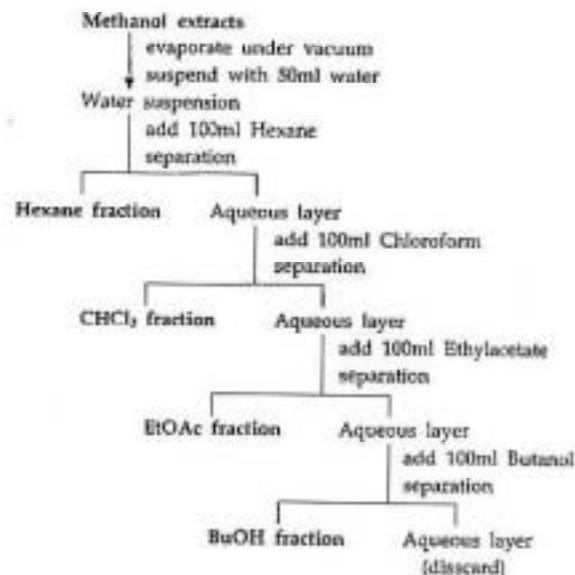 Methanol extracts
evaporate under vacuum
suspend with 50ml water
Water suspension
add 100ml Hexane
separation
Hexane fraction Aqueous layer
add 100ml Chloroform
separation
CHCl₃ fraction Aqueous layer
add 100ml Ethylacetate
separation
EtOAc fraction Aqueous layer
add 100ml Butanol
separation
BuOH fraction Aqueous layer
(disscard)